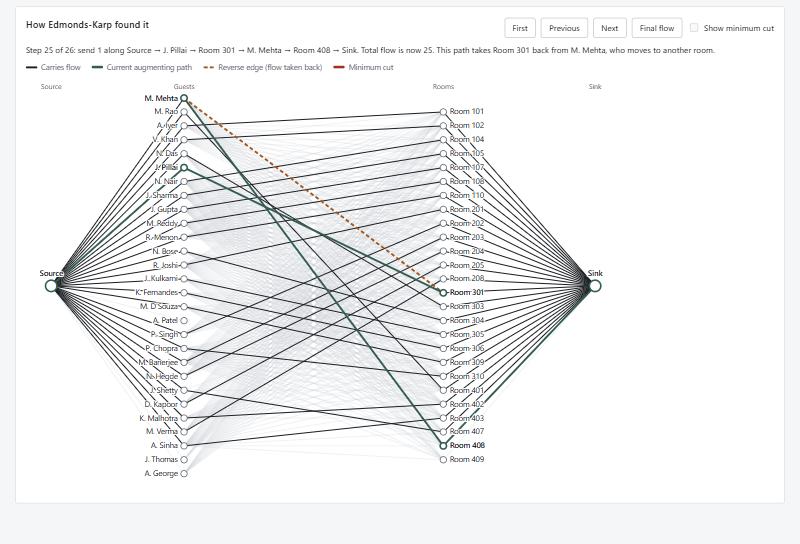 How Edmonds-Karp found it
First Previous Next Final flow Show minimum cut
Step 25 of 26: send 1 along Source → J. Pillai → Room 301 → M. Mehta → Room 408 → Sink. Total flow is now 25. This path takes Room 301 back from M. Mehta, who moves to another room.
Carries flow Current augmenting path Reverse edge (flow taken back) Minimum cut
Source Guests Rooms Sink
M. Mehta
M. Rao Room 101
A. Iyer Room 102
V. Khan Room 104
N. Das Room 105
J. Pillai Room 107
N. Nair Room 108
J. Sharma Room 110
J. Gupta Room 201
M. Reddy Room 202
R. Menon Room 203
N. Bose Room 204
R. Joshi Room 205
Source Sink
J. Kulkarni Room 208
K. Fernandes Room 301
M. D Souza Room 303
A. Patel Room 304
P. Singh Room 305
P. Chopra Room 306
M. Banerjee Room 309
N. Hegde Room 310
J. Shetty Room 401
D. Kapoor Room 402
K. Malhotra Room 403
M. Verma Room 407
A. Sinha Room 408
J. Thomas Room 409
A. George